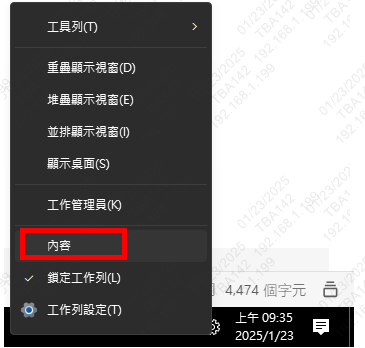 工具列(T)
重疊顯示視窗(D)
堆疊顯示視窗(E)
並排顯示視窗(I)
顯示桌面(S)
工作管理員(K)
內容
鎖定工作列(L)
工作列設定(T)
4,474 個字元
上午 09:35
2025/1/23
01/23/2025
TBA142
192.168.1.199